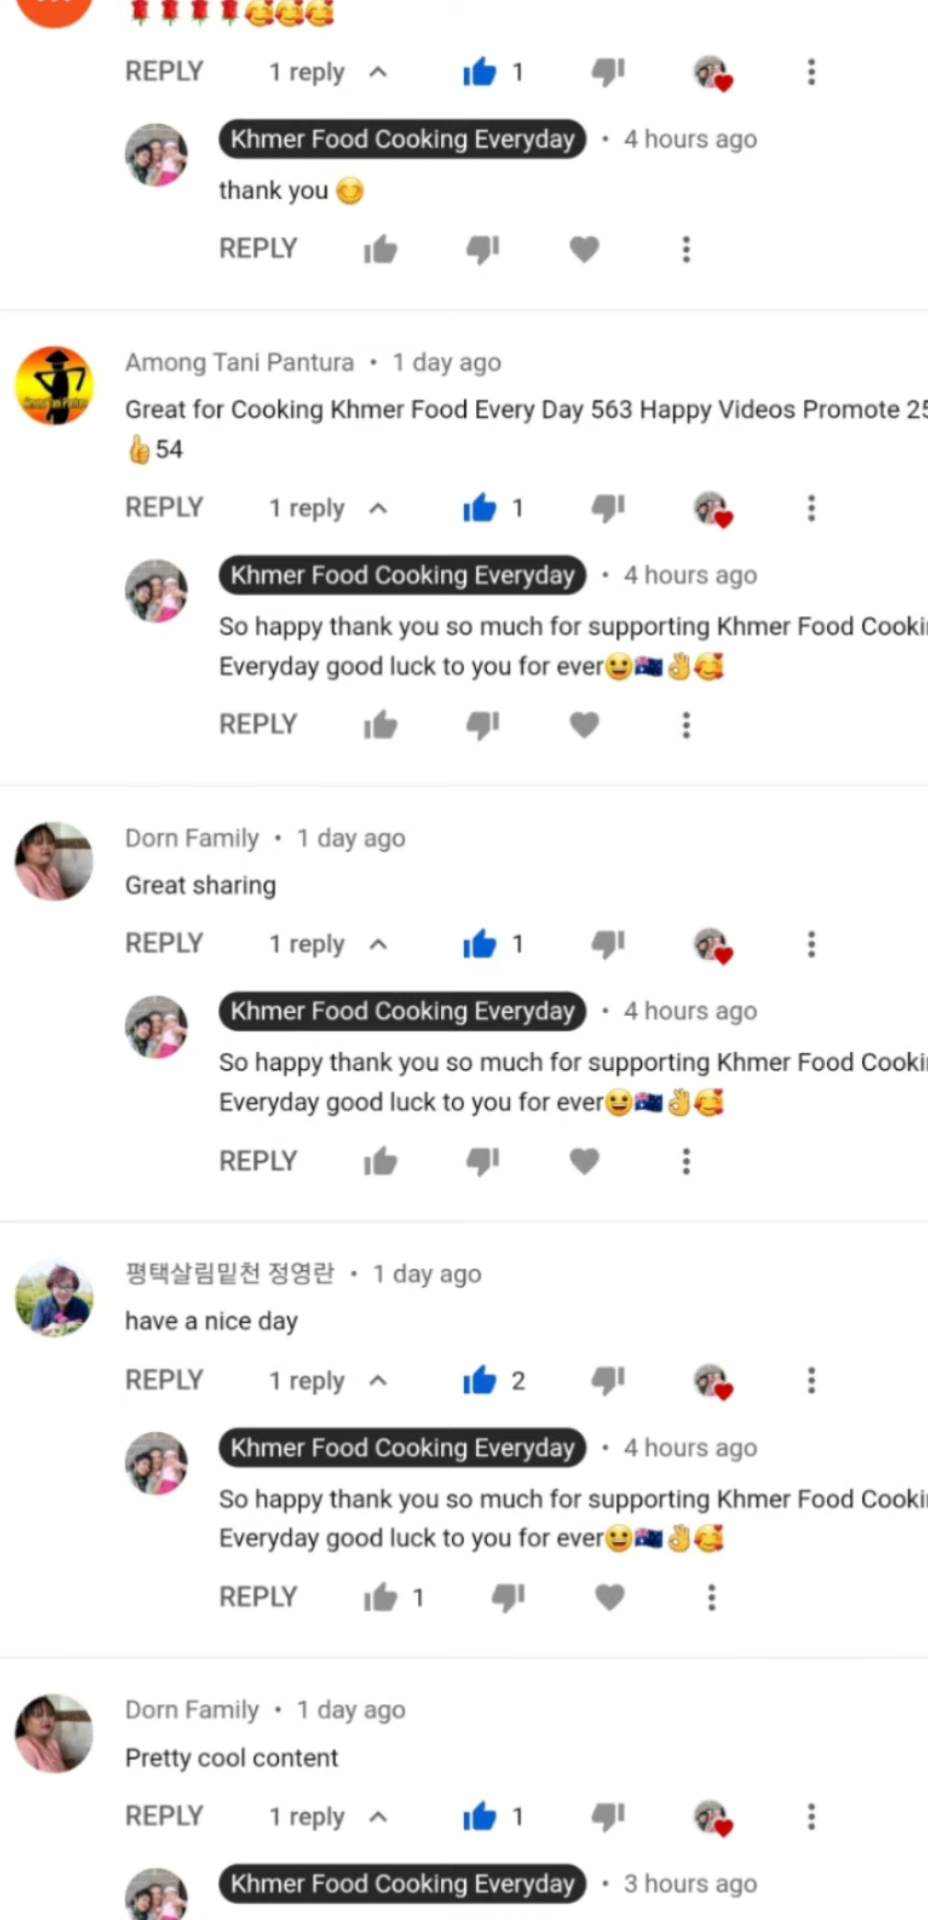 🌹🌹🌹🌹🥰🥰🥰
REPLY 1 reply 1
Khmer Food Cooking Everyday • 4 hours ago
thank you 😊
REPLY
Among Tani Pantura • 1 day ago
Great for Cooking Khmer Food Every Day 563 Happy Videos Promote 25
👍54
REPLY 1 reply 1
Khmer Food Cooking Everyday • 4 hours ago
So happy thank you so much for supporting Khmer Food Cooki
Everyday good luck to you for ever😀🇦🇺👌🥰
REPLY
Dorn Family • 1 day ago
Great sharing
REPLY 1 reply 1
Khmer Food Cooking Everyday • 4 hours ago
So happy thank you so much for supporting Khmer Food Cooki
Everyday good luck to you for ever😀🇦🇺👌🥰
REPLY
평택살림밑천 정영란 • 1 day ago
have a nice day
REPLY 1 reply 2
Khmer Food Cooking Everyday • 4 hours ago
So happy thank you so much for supporting Khmer Food Cooki
Everyday good luck to you for ever😀🇦🇺👌🥰
REPLY 1
Dorn Family • 1 day ago
Pretty cool content
REPLY 1 reply 1
Khmer Food Cooking Everyday • 3 hours ago